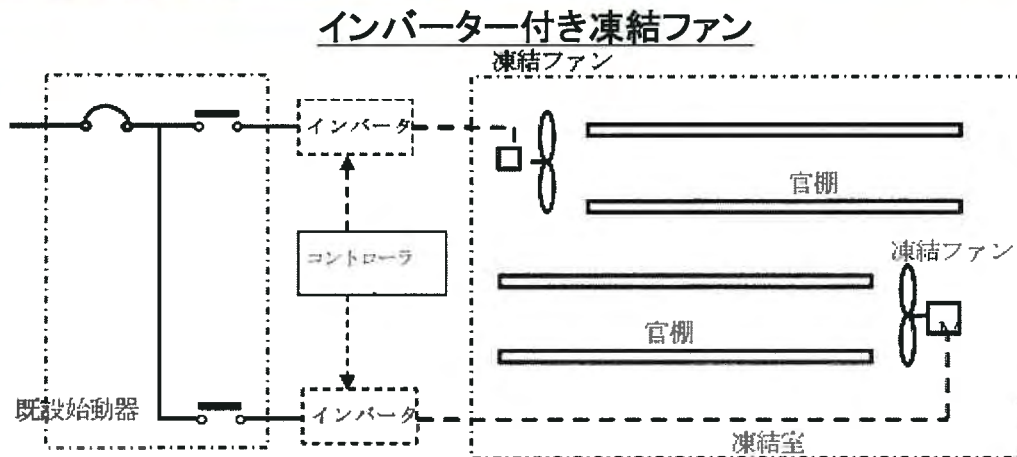 インバーター付き凍結ファン
凍結ファン
インバータ
官棚
コントローラ
凍結ファン
官棚
M
既設始動器
インバータ
凍結室